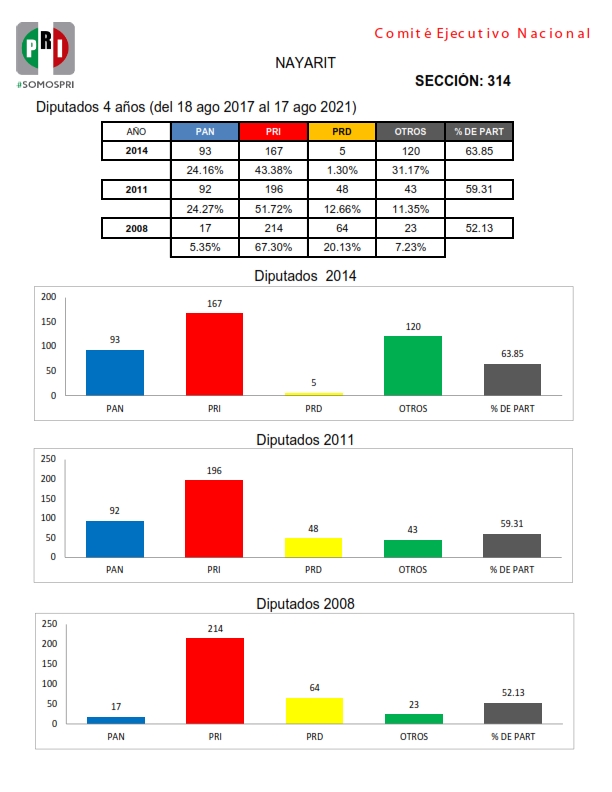 Comité Ejecutivo Nacional
PRI
#SOMOSPRI
NAYARIT
SECCIÓN: 314
Diputados 4 años (del 18 ago 2017 al 17 ago 2021)
AÑO PAN PRI PRD OTROS % DE PART
2014 93 167 5 120 63.85
24.16% 43.38% 1.30% 31.17%
2011 92 196 48 43 59.31
24.27% 51.72% 12.66% 11.35%
2008 17 214 64 23 52.13
5.35% 67.30% 20.13% 7.23%
Diputados 2014
200
150
100
50
0
93
167
5
120
63.85
PAN PRI PRD OTROS % DE PART
Diputados 2011
250
200
150
100
50
0
92
196
48
43
59.31
PAN PRI PRD OTROS % DE PART
Diputados 2008
250
200
150
100
50
0
17
214
64
23
52.13
PAN PRI PRD OTROS % DE PART